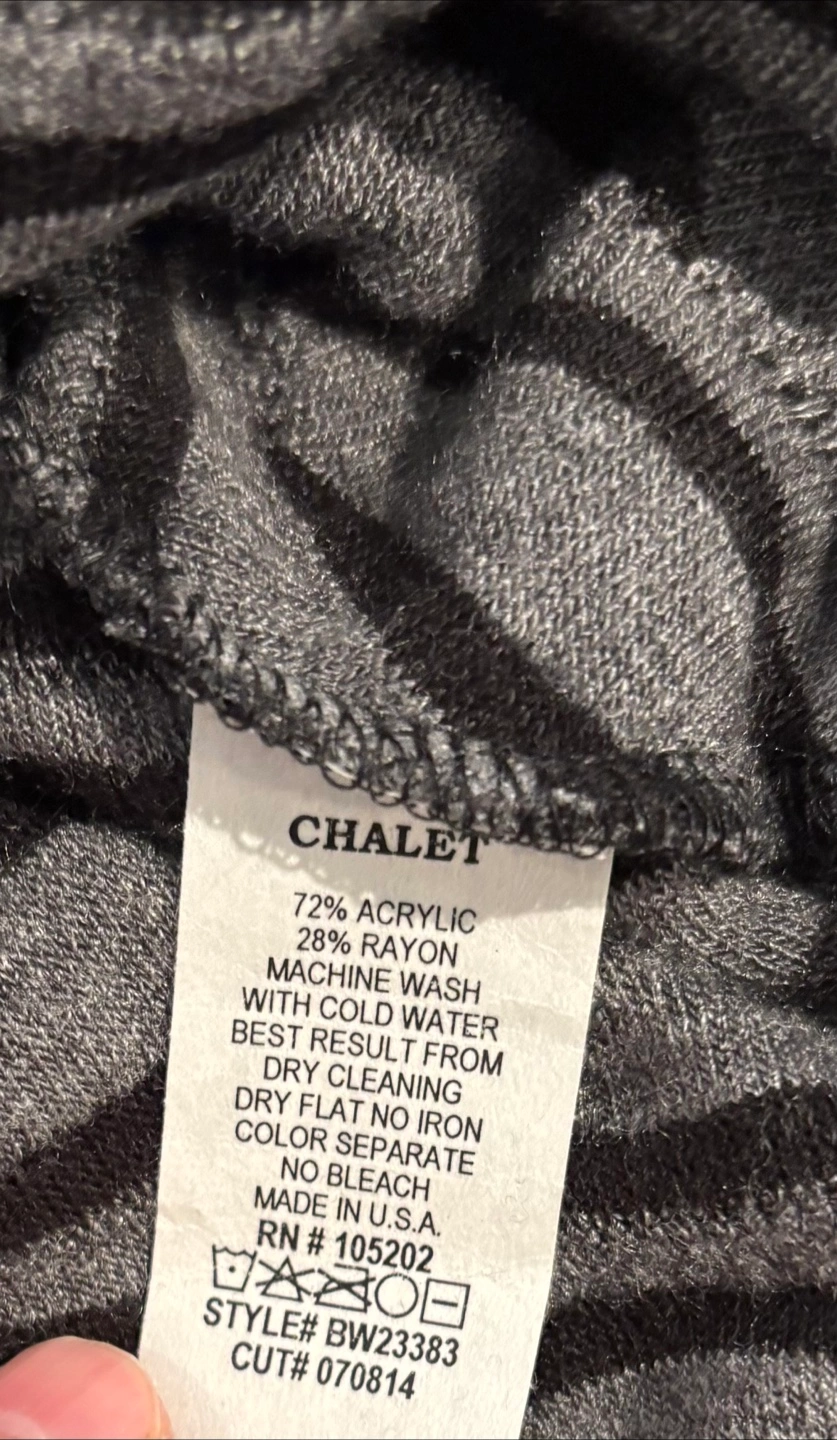 CHALET
72% ACRYLIC
28% RAYON
MACHINE WASH
WITH COLD WATER
BEST RESULT FROM
DRY CLEANING
DRY FLAT NO IRON
COLOR SEPARATE
NO BLEACH
MADE IN U.S.A.
RN # 105202
STYLE# BW23383
CUT# 070814